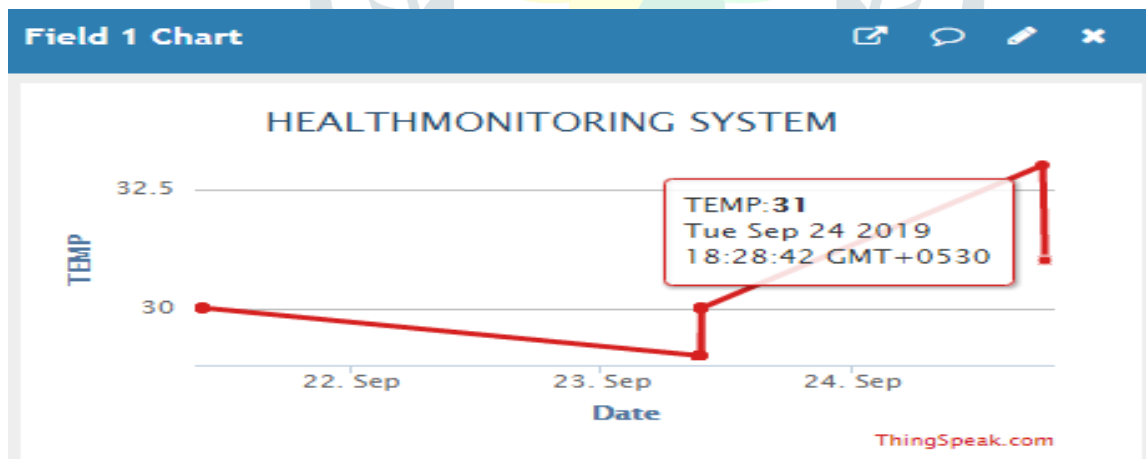 Field 1 Chart
HEALTHMONITORING SYSTEM
32.5
TEMP:31
Tue Sep 24 2019
18:28:42 GMT+0530
TEMP
30
22. Sep 23. Sep 24. Sep
Date
ThingSpeak.com